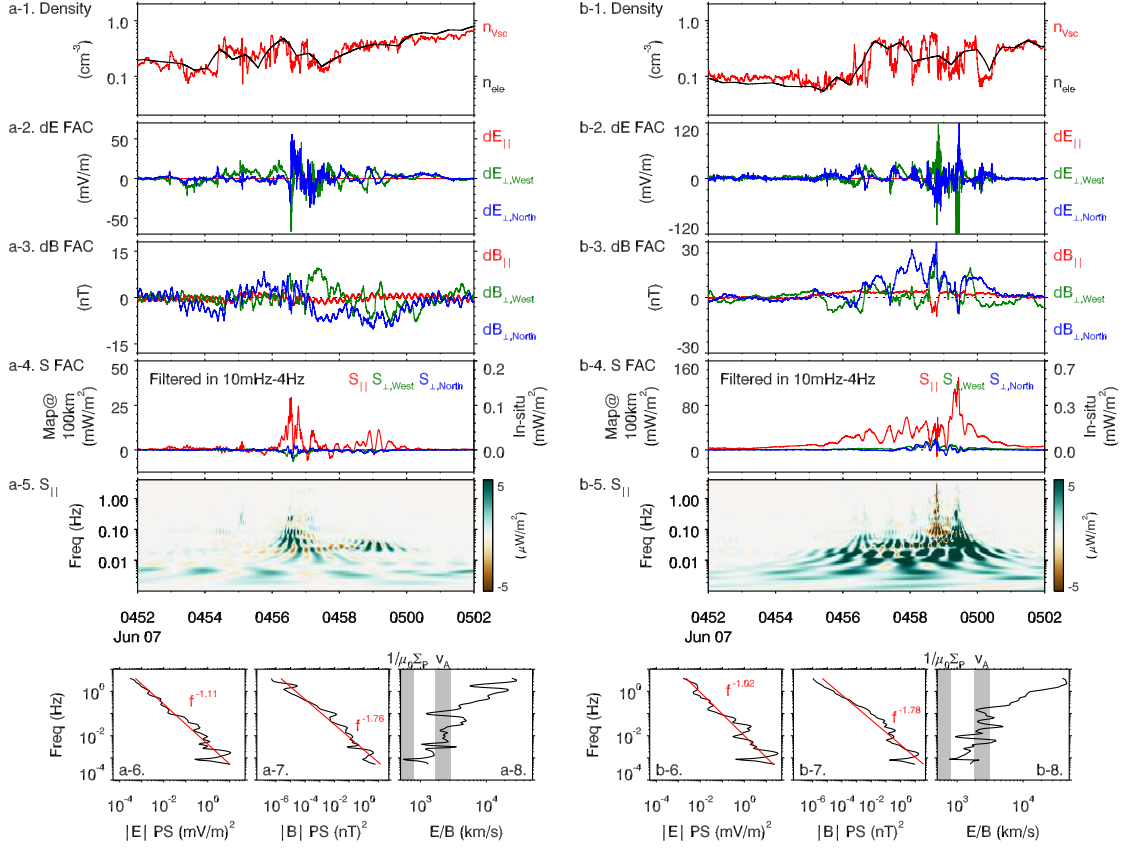 a-1. Density
1.0
0.1
(cm⁻³)
n_Vsc
n_ele
a-2. dE FAC
50
0
-50
(mV/m)
dE_||
dE_⊥,West
dE_⊥,North
a-3. dB FAC
15
0
-15
(nT)
dB_||
dB_⊥,West
dB_⊥,North
a-4. S FAC
50
25
0
Map@
100km
(mW/m²)
Filtered in 10mHz-4Hz
S_|| S_⊥,West S_⊥,North
0.2
0.1
0.0
In-situ
(mW/m²)
a-5. S_||
1.00
0.10
0.01
Freq (Hz)
5
-5
(μW/m²)
0452 0454 0456 0458 0500 0502
Jun 07
b-1. Density
1.0
0.1
(cm⁻³)
n_Vsc
n_ele
b-2. dE FAC
120
0
-120
(mV/m)
dE_||
dE_⊥,West
dE_⊥,North
b-3. dB FAC
30
0
-30
(nT)
dB_||
dB_⊥,West
dB_⊥,North
b-4. S FAC
160
80
0
Map@
100km
(mW/m²)
Filtered in 10mHz-4Hz
S_|| S_⊥,West S_⊥,North
0.7
0.3
0.0
In-situ
(mW/m²)
b-5. S_||
1.00
0.10
0.01
Freq (Hz)
5
-5
(μW/m²)
0452 0454 0456 0458 0500 0502
Jun 07
1/μ₀Σ_P v_A
10⁰
10⁻²
10⁻⁴
Freq (Hz)
f⁻¹·¹¹
a-6.
f⁻¹·⁷⁶
a-7.
a-8.
10⁻⁴ 10⁻² 10⁰
|E| PS (mV/m)²
10⁻⁶ 10⁻⁴ 10⁻² 10⁰
|B| PS (nT)²
10³ 10⁴
E/B (km/s)
1/μ₀Σ_P v_A
10⁰
10⁻²
10⁻⁴
Freq (Hz)
f⁻¹·⁰²
b-6.
f⁻¹·⁷⁸
b-7.
b-8.
10⁻⁴ 10⁻² 10⁰
|E| PS (mV/m)²
10⁻⁶ 10⁻⁴ 10⁻² 10⁰
|B| PS (nT)²
10³ 10⁴
E/B (km/s)